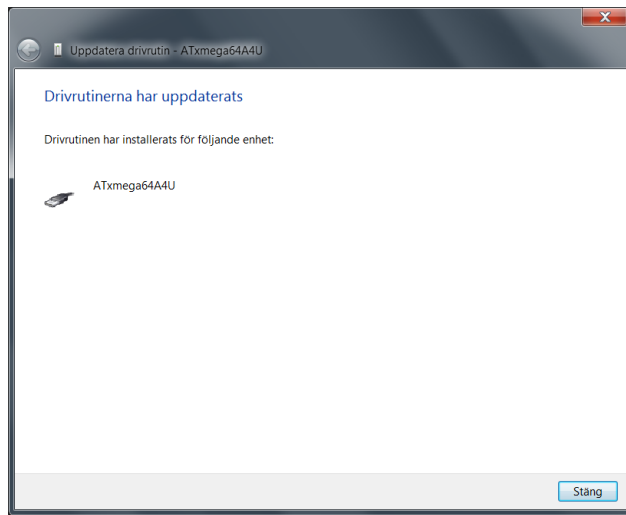 Uppdatera drivrutin - ATxmega64A4U
Drivrutinerna har uppdaterats
Drivrutinen har installerats för följande enhet:
ATxmega64A4U
Stäng